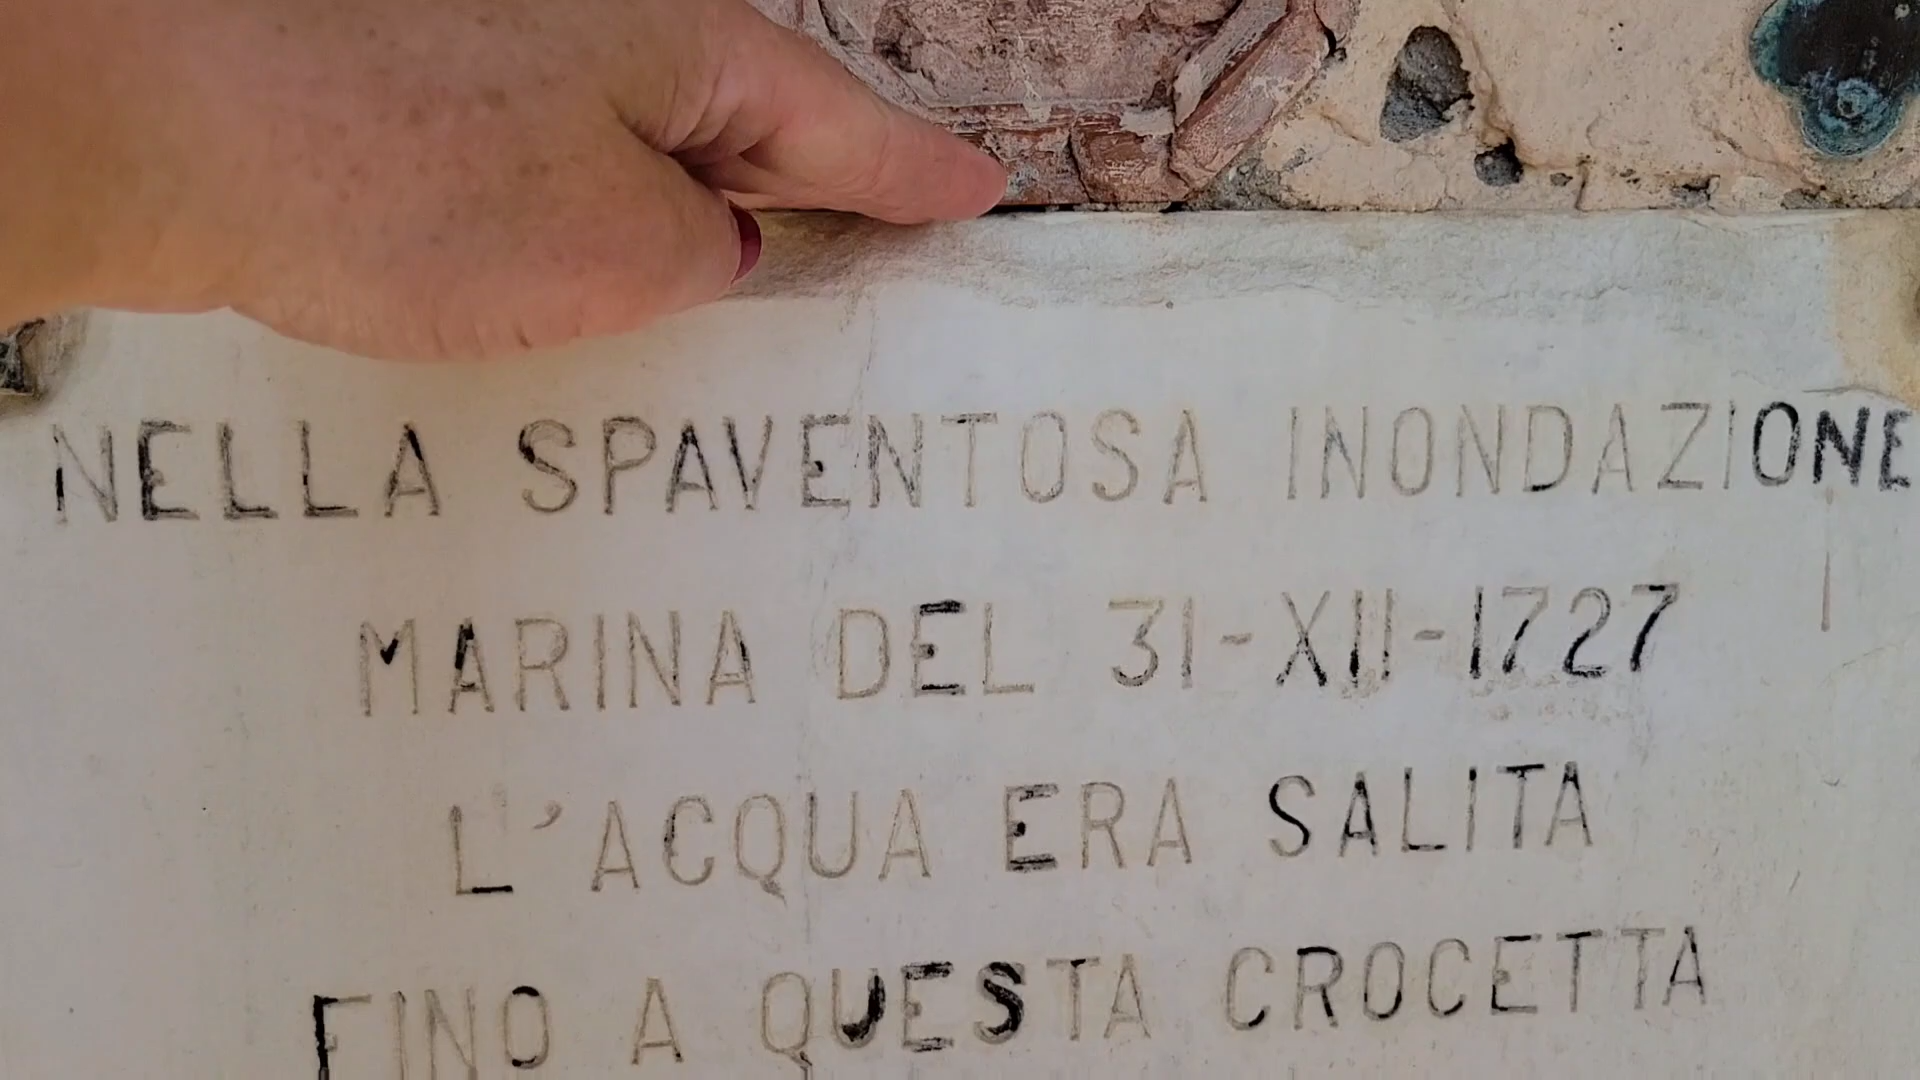 NELLA SPAVENTOSA INONDAZIONE
MARINA DEL 31-XII-1727
L'ACQUA ERA SALITA
FINO A QUESTA CROCETTA